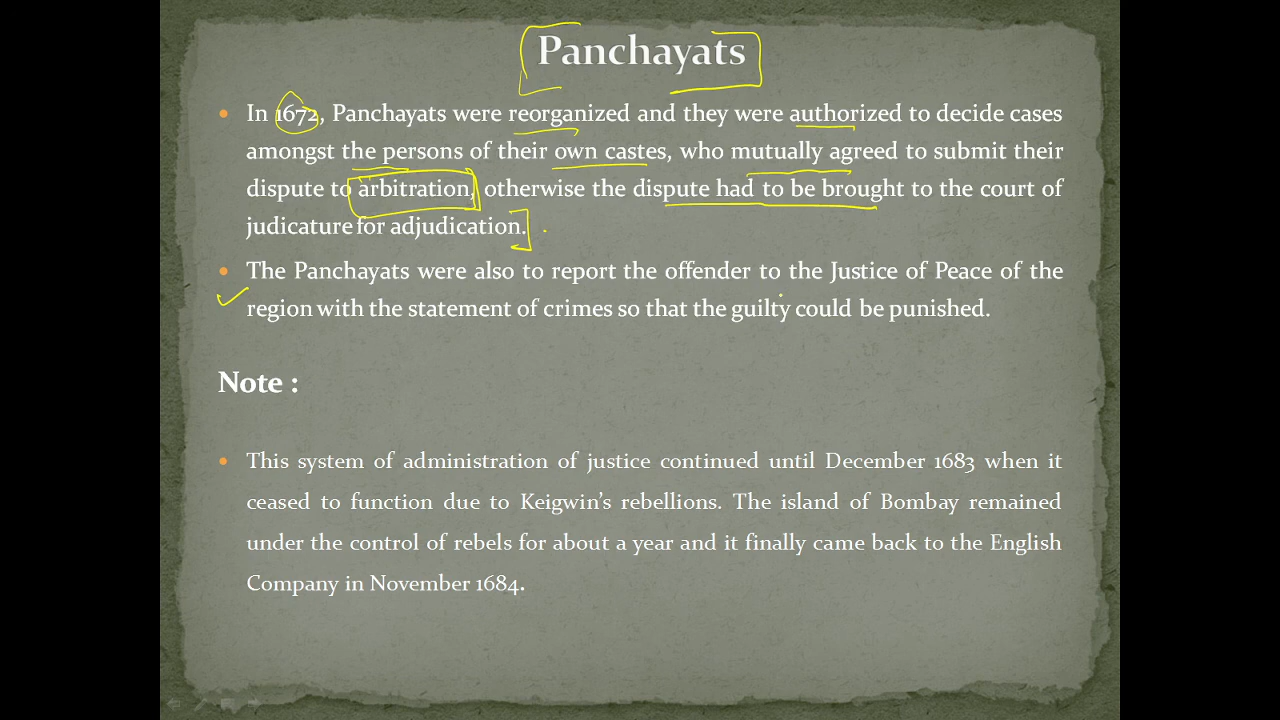 Panchayats
• In 1672, Panchayats were reorganized and they were authorized to decide cases
amongst the persons of their own castes, who mutually agreed to submit their
dispute to arbitration, otherwise the dispute had to be brought to the court of
judicature for adjudication.
• The Panchayats were also to report the offender to the Justice of Peace of the
region with the statement of crimes so that the guilty could be punished.
Note :
• This system of administration of justice continued until December 1683 when it
ceased to function due to Keigwin’s rebellions. The island of Bombay remained
under the control of rebels for about a year and it finally came back to the English
Company in November 1684.